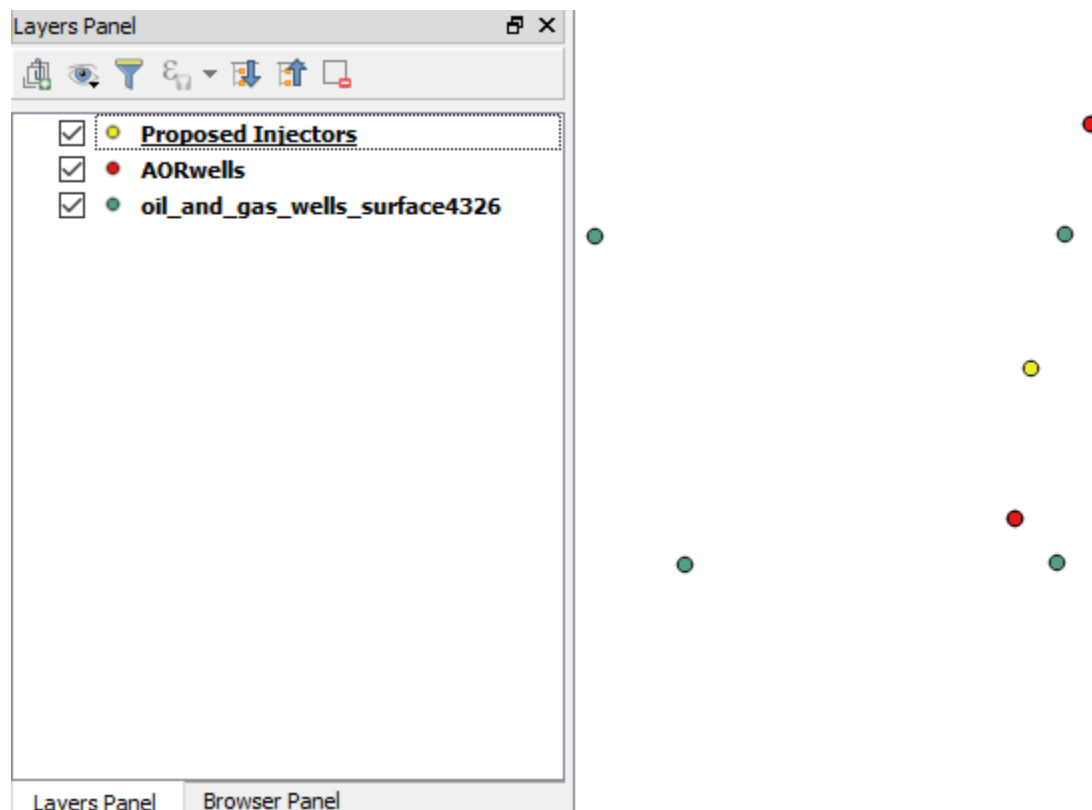 Layers Panel
Proposed Injectors
AORwells
oil_and_gas_wells_surface4326
Layers Panel Browser Panel